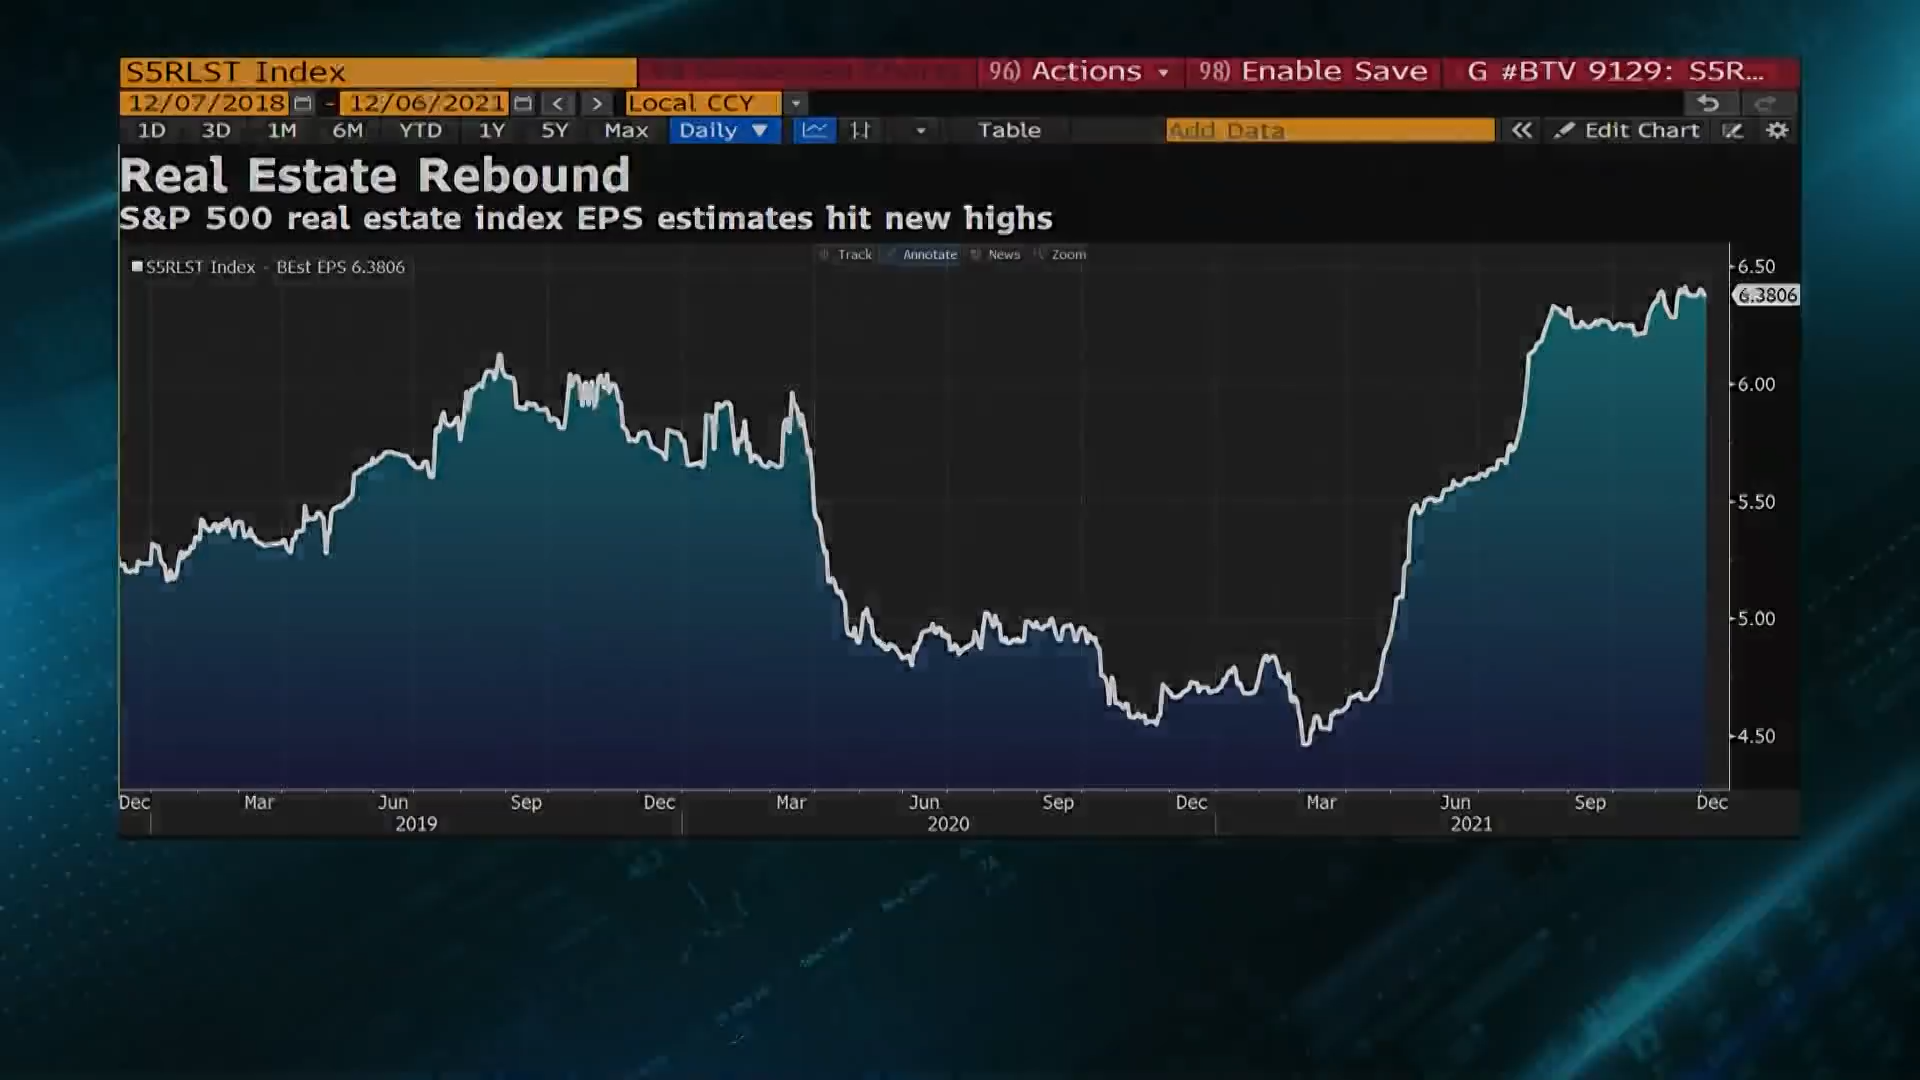 S5RLST Index 96) Actions 98) Enable Save G #BTV 9129: S5R...
12/07/2018 - 12/06/2021 < > Local CCY
1D 3D 1M 6M YTD 1Y 5Y Max Daily Table Add Data « Edit Chart
Real Estate Rebound
S&P 500 real estate index EPS estimates hit new highs
Track Annotate News Zoom
S5RLST Index - BEst EPS 6.3806
6.50
6.3806
6.00
5.50
5.00
4.50
Dec Mar Jun Sep Dec Mar Jun Sep Dec Mar Jun Sep Dec
2019 2020 2021